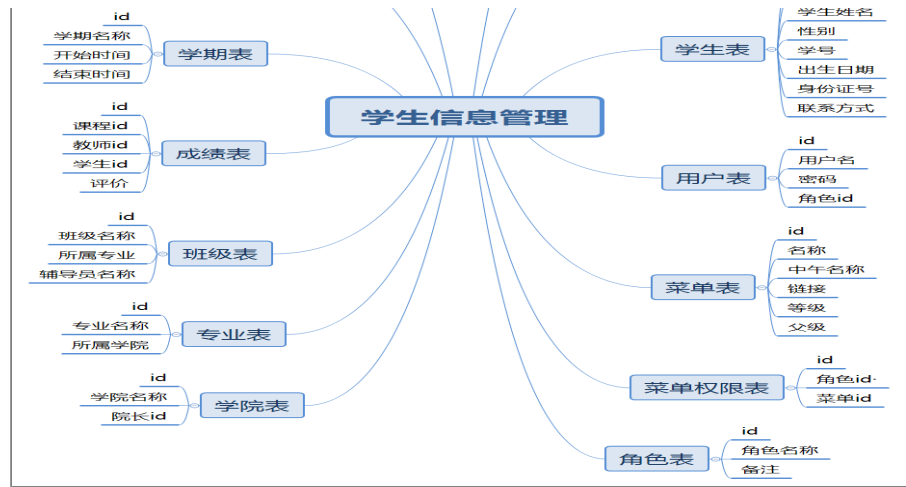 学生信息管理
id
学期名称
开始时间
结束时间
学期表
id
课程id
教师id
学生id
评价
成绩表
id
班级名称
所属专业
辅导员名称
班级表
id
专业名称
所属学院
专业表
id
学院名称
院长id
学院表
学生表
学生姓名
性别
学号
出生日期
身份证号
联系方式
用户表
id
用户名
密码
角色id
菜单表
id
名称
中午名称
链接
等级
父级
菜单权限表
id
角色id·
菜单id
角色表
id
角色名称
备注